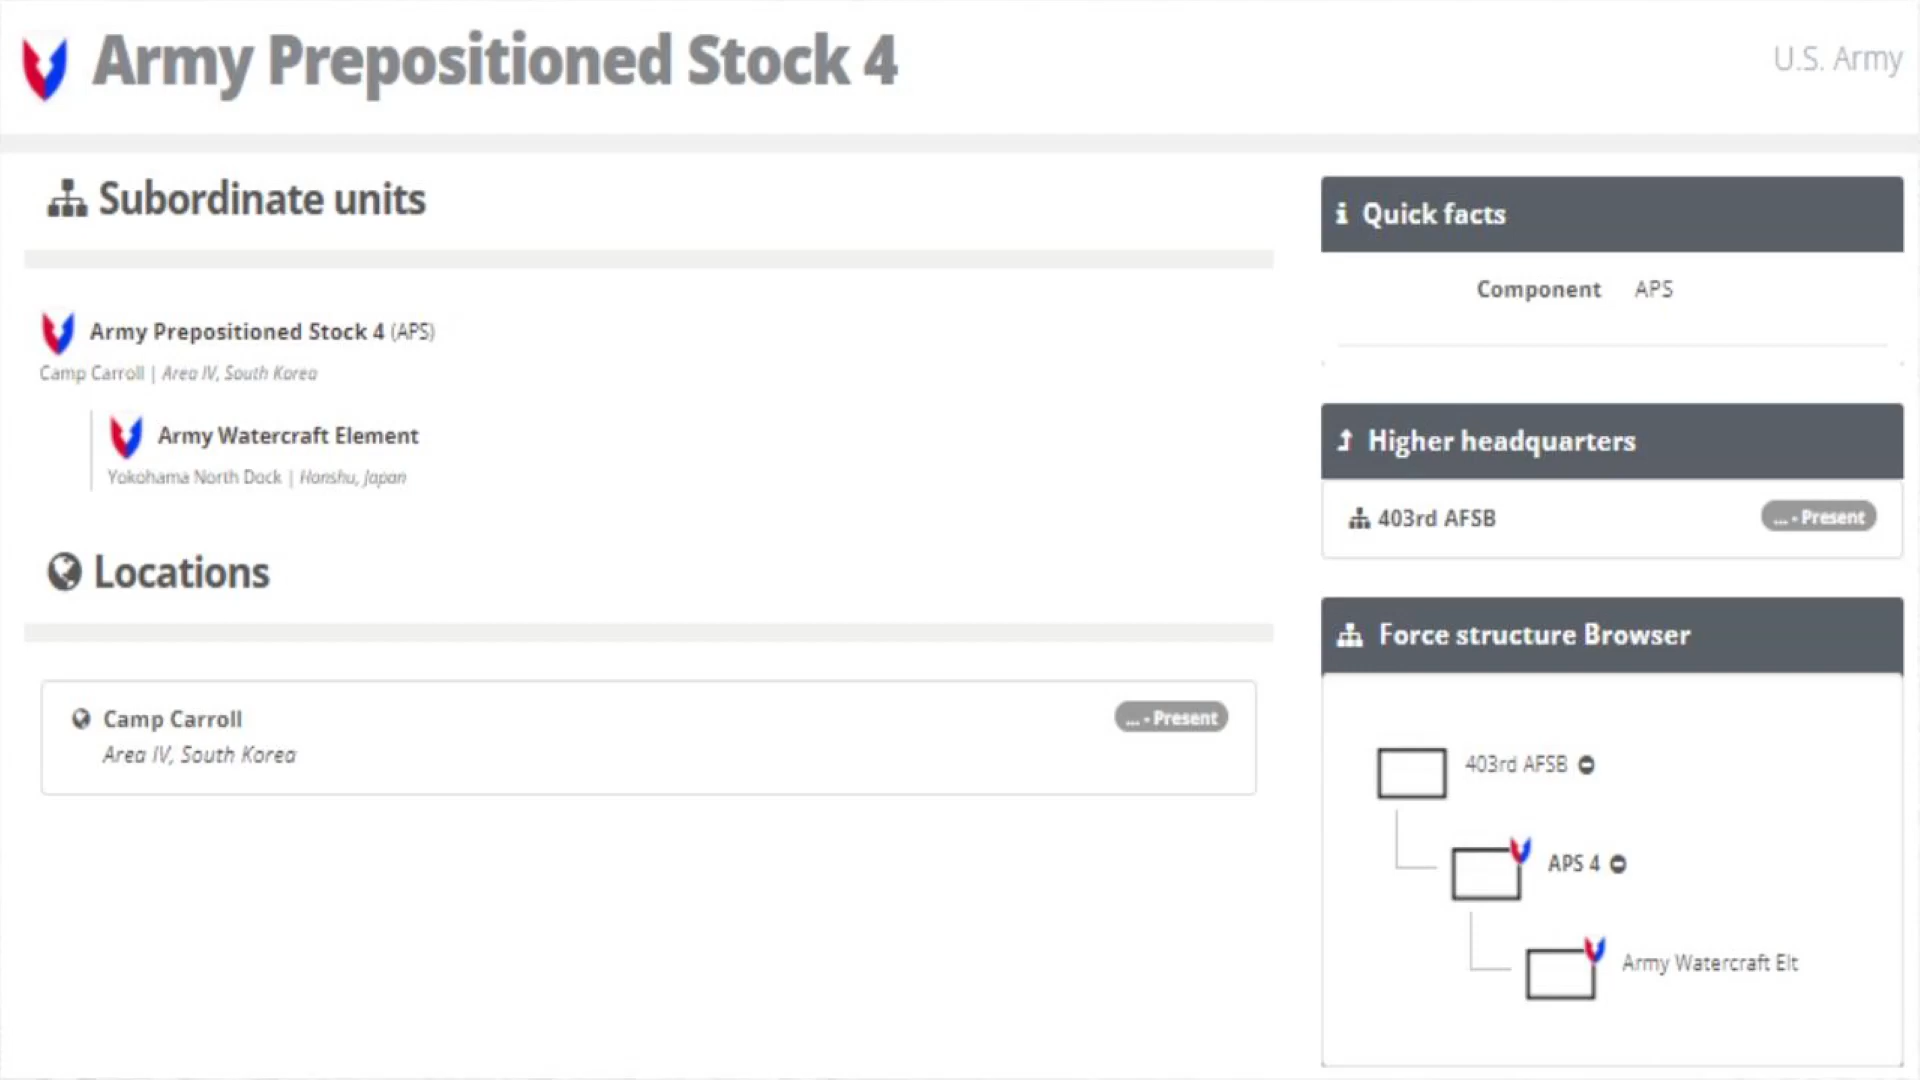 Army Prepositioned Stock 4
U.S. Army
Subordinate units
Army Prepositioned Stock 4 (APS)
Camp Carroll | Area IV, South Korea
Army Watercraft Element
Yokohama North Dock | Honshu, Japan
Locations
Camp Carroll
... - Present
Area IV, South Korea
Quick facts
Component APS
Higher headquarters
403rd AFSB
... - Present
Force structure Browser
403rd AFSB
APS 4
Army Watercraft Elt